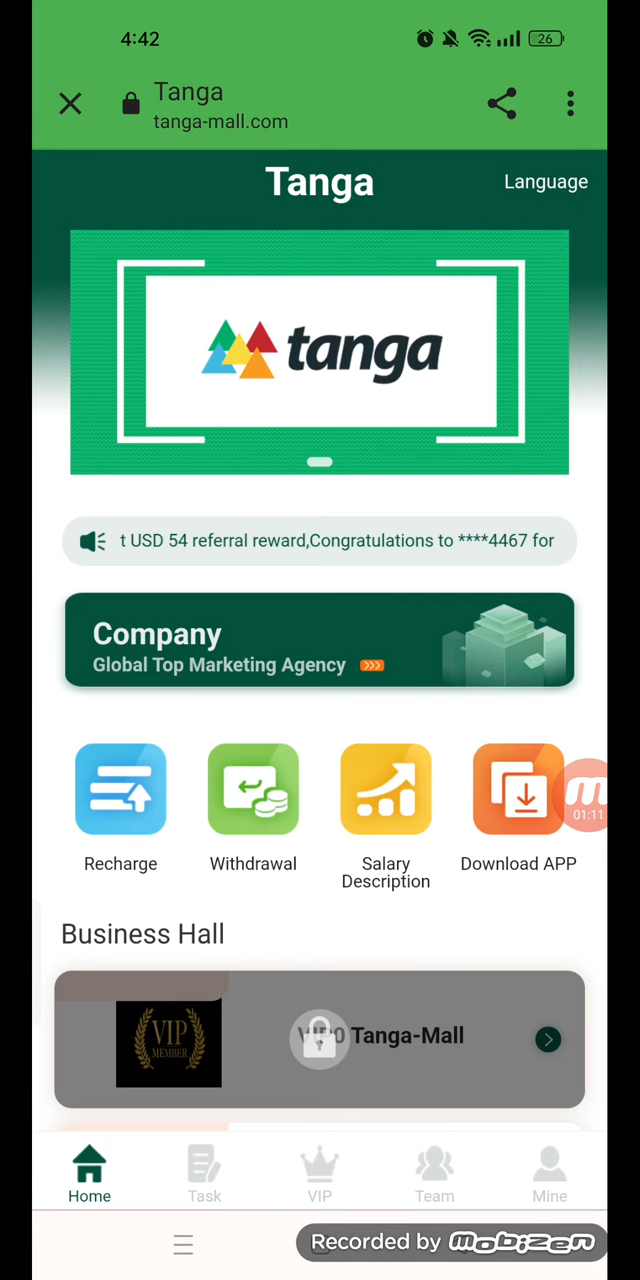 4:42
26
Tanga
tanga-mall.com
Tanga
Language
tanga
t USD 54 referral reward,Congratulations to ****4467 for
Company
Global Top Marketing Agency
01:11
Recharge
Withdrawal
Salary
Description
Download APP
Business Hall
VIP
MEMBER
VIP0 Tanga-Mall
Home
Task
VIP
Team
Mine
Recorded by mobizen